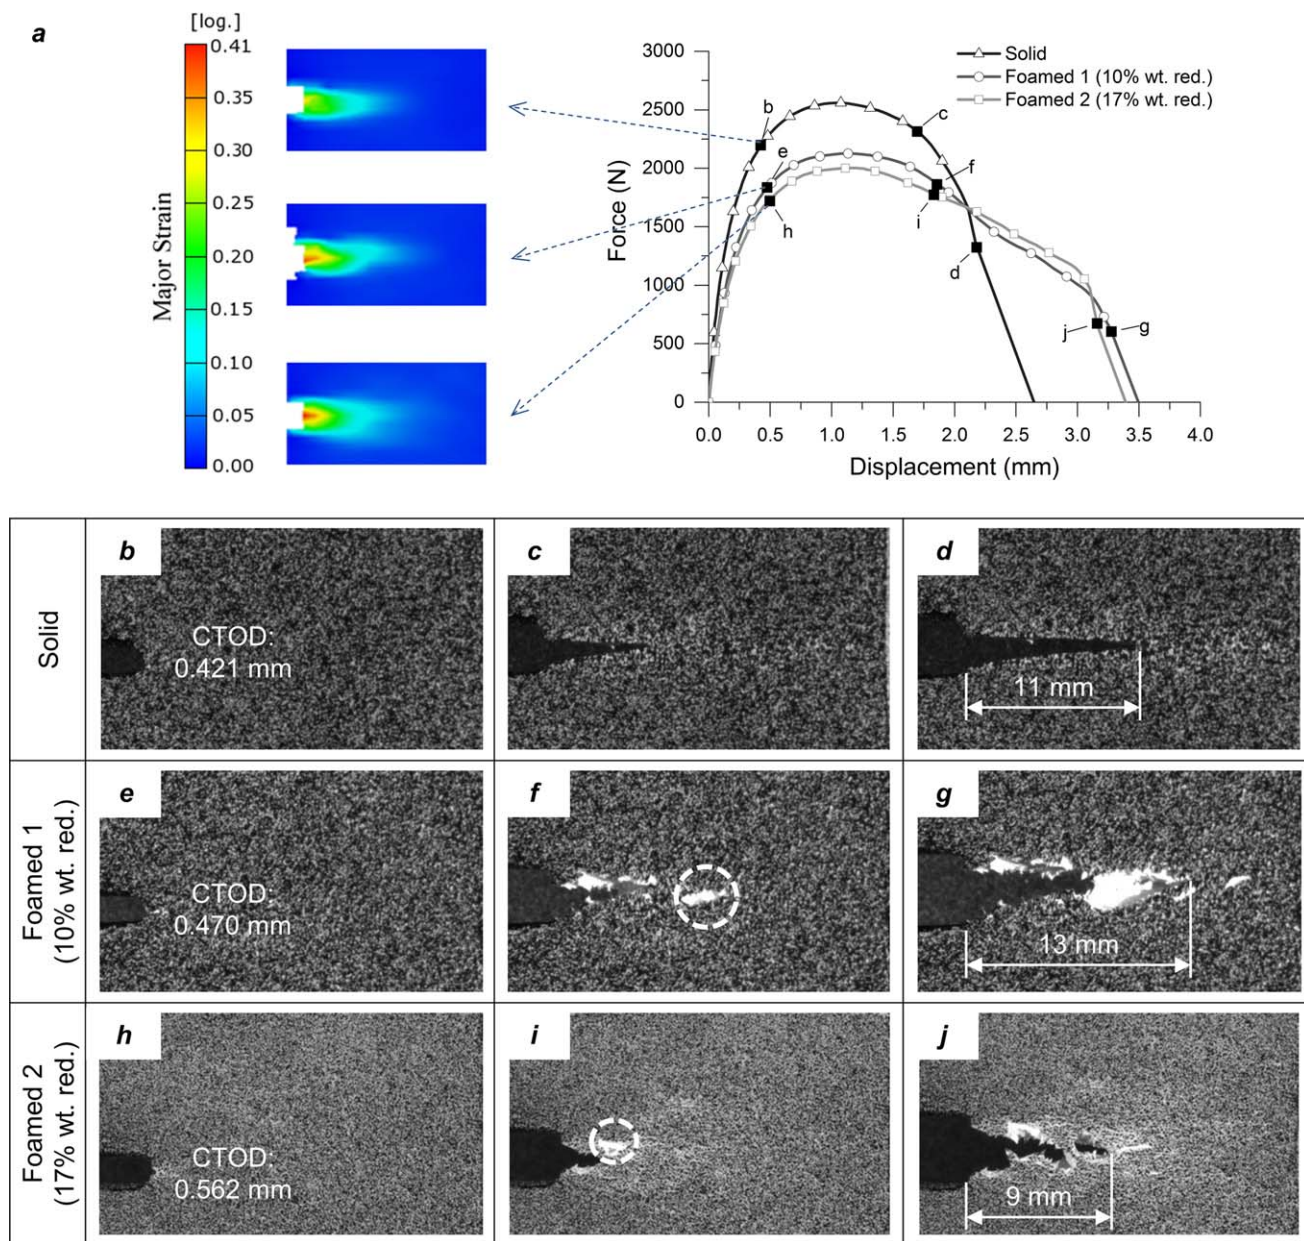 a
[log.]
0.41
0.35
0.30
0.25
0.20
0.15
0.10
0.05
0.00
Major Strain
3000
2500
2000
1500
1000
500
0
Force (N)
0.0 0.5 1.0 1.5 2.0 2.5 3.0 3.5 4.0
Displacement (mm)
Solid
Foamed 1 (10% wt. red.)
Foamed 2 (17% wt. red.)
b
c
e
f
h
i
d
j
g
Solid
b
CTOD:
0.421 mm
c
d
11 mm
Foamed 1
(10% wt. red.)
e
CTOD:
0.470 mm
f
g
13 mm
Foamed 2
(17% wt. red.)
h
CTOD:
0.562 mm
i
j
9 mm